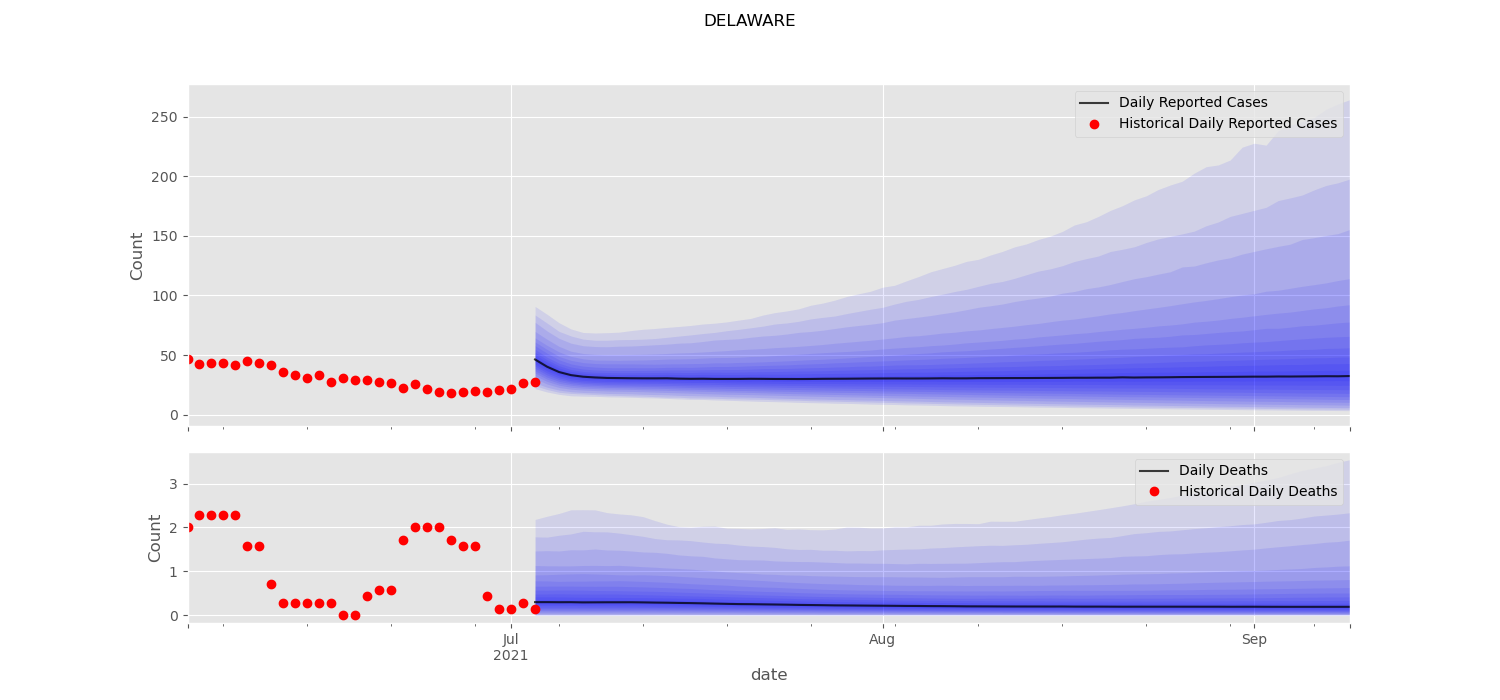 DELAWARE
250
200
150
100
50
0
Count
Daily Reported Cases
Historical Daily Reported Cases
3
2
1
0
Count
Daily Deaths
Historical Daily Deaths
Jul
2021
Aug
Sep
date